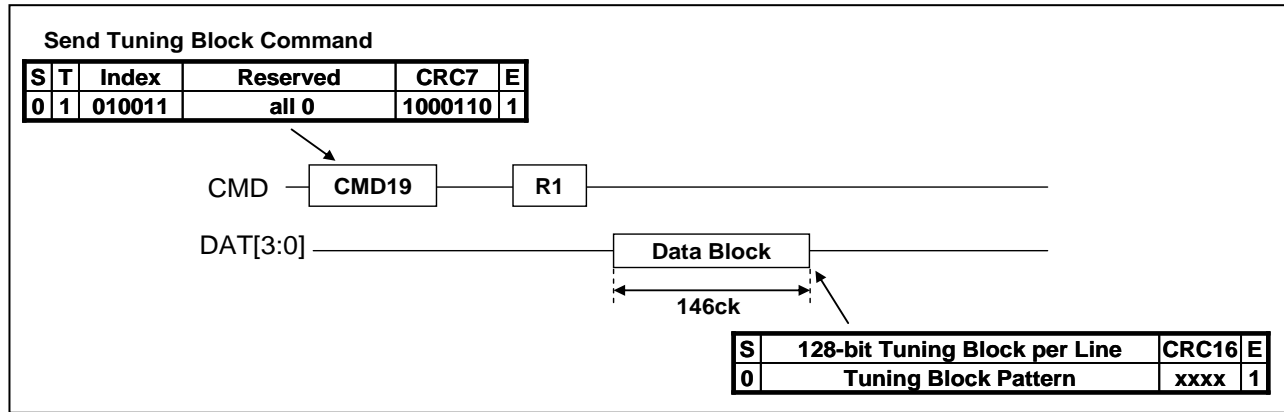 Send Tuning Block Command
S T Index Reserved CRC7 E
0 1 010011 all 0 1000110 1
CMD CMD19 R1
DAT[3:0] Data Block
146ck
S 128-bit Tuning Block per Line CRC16 E
0 Tuning Block Pattern xxxx 1